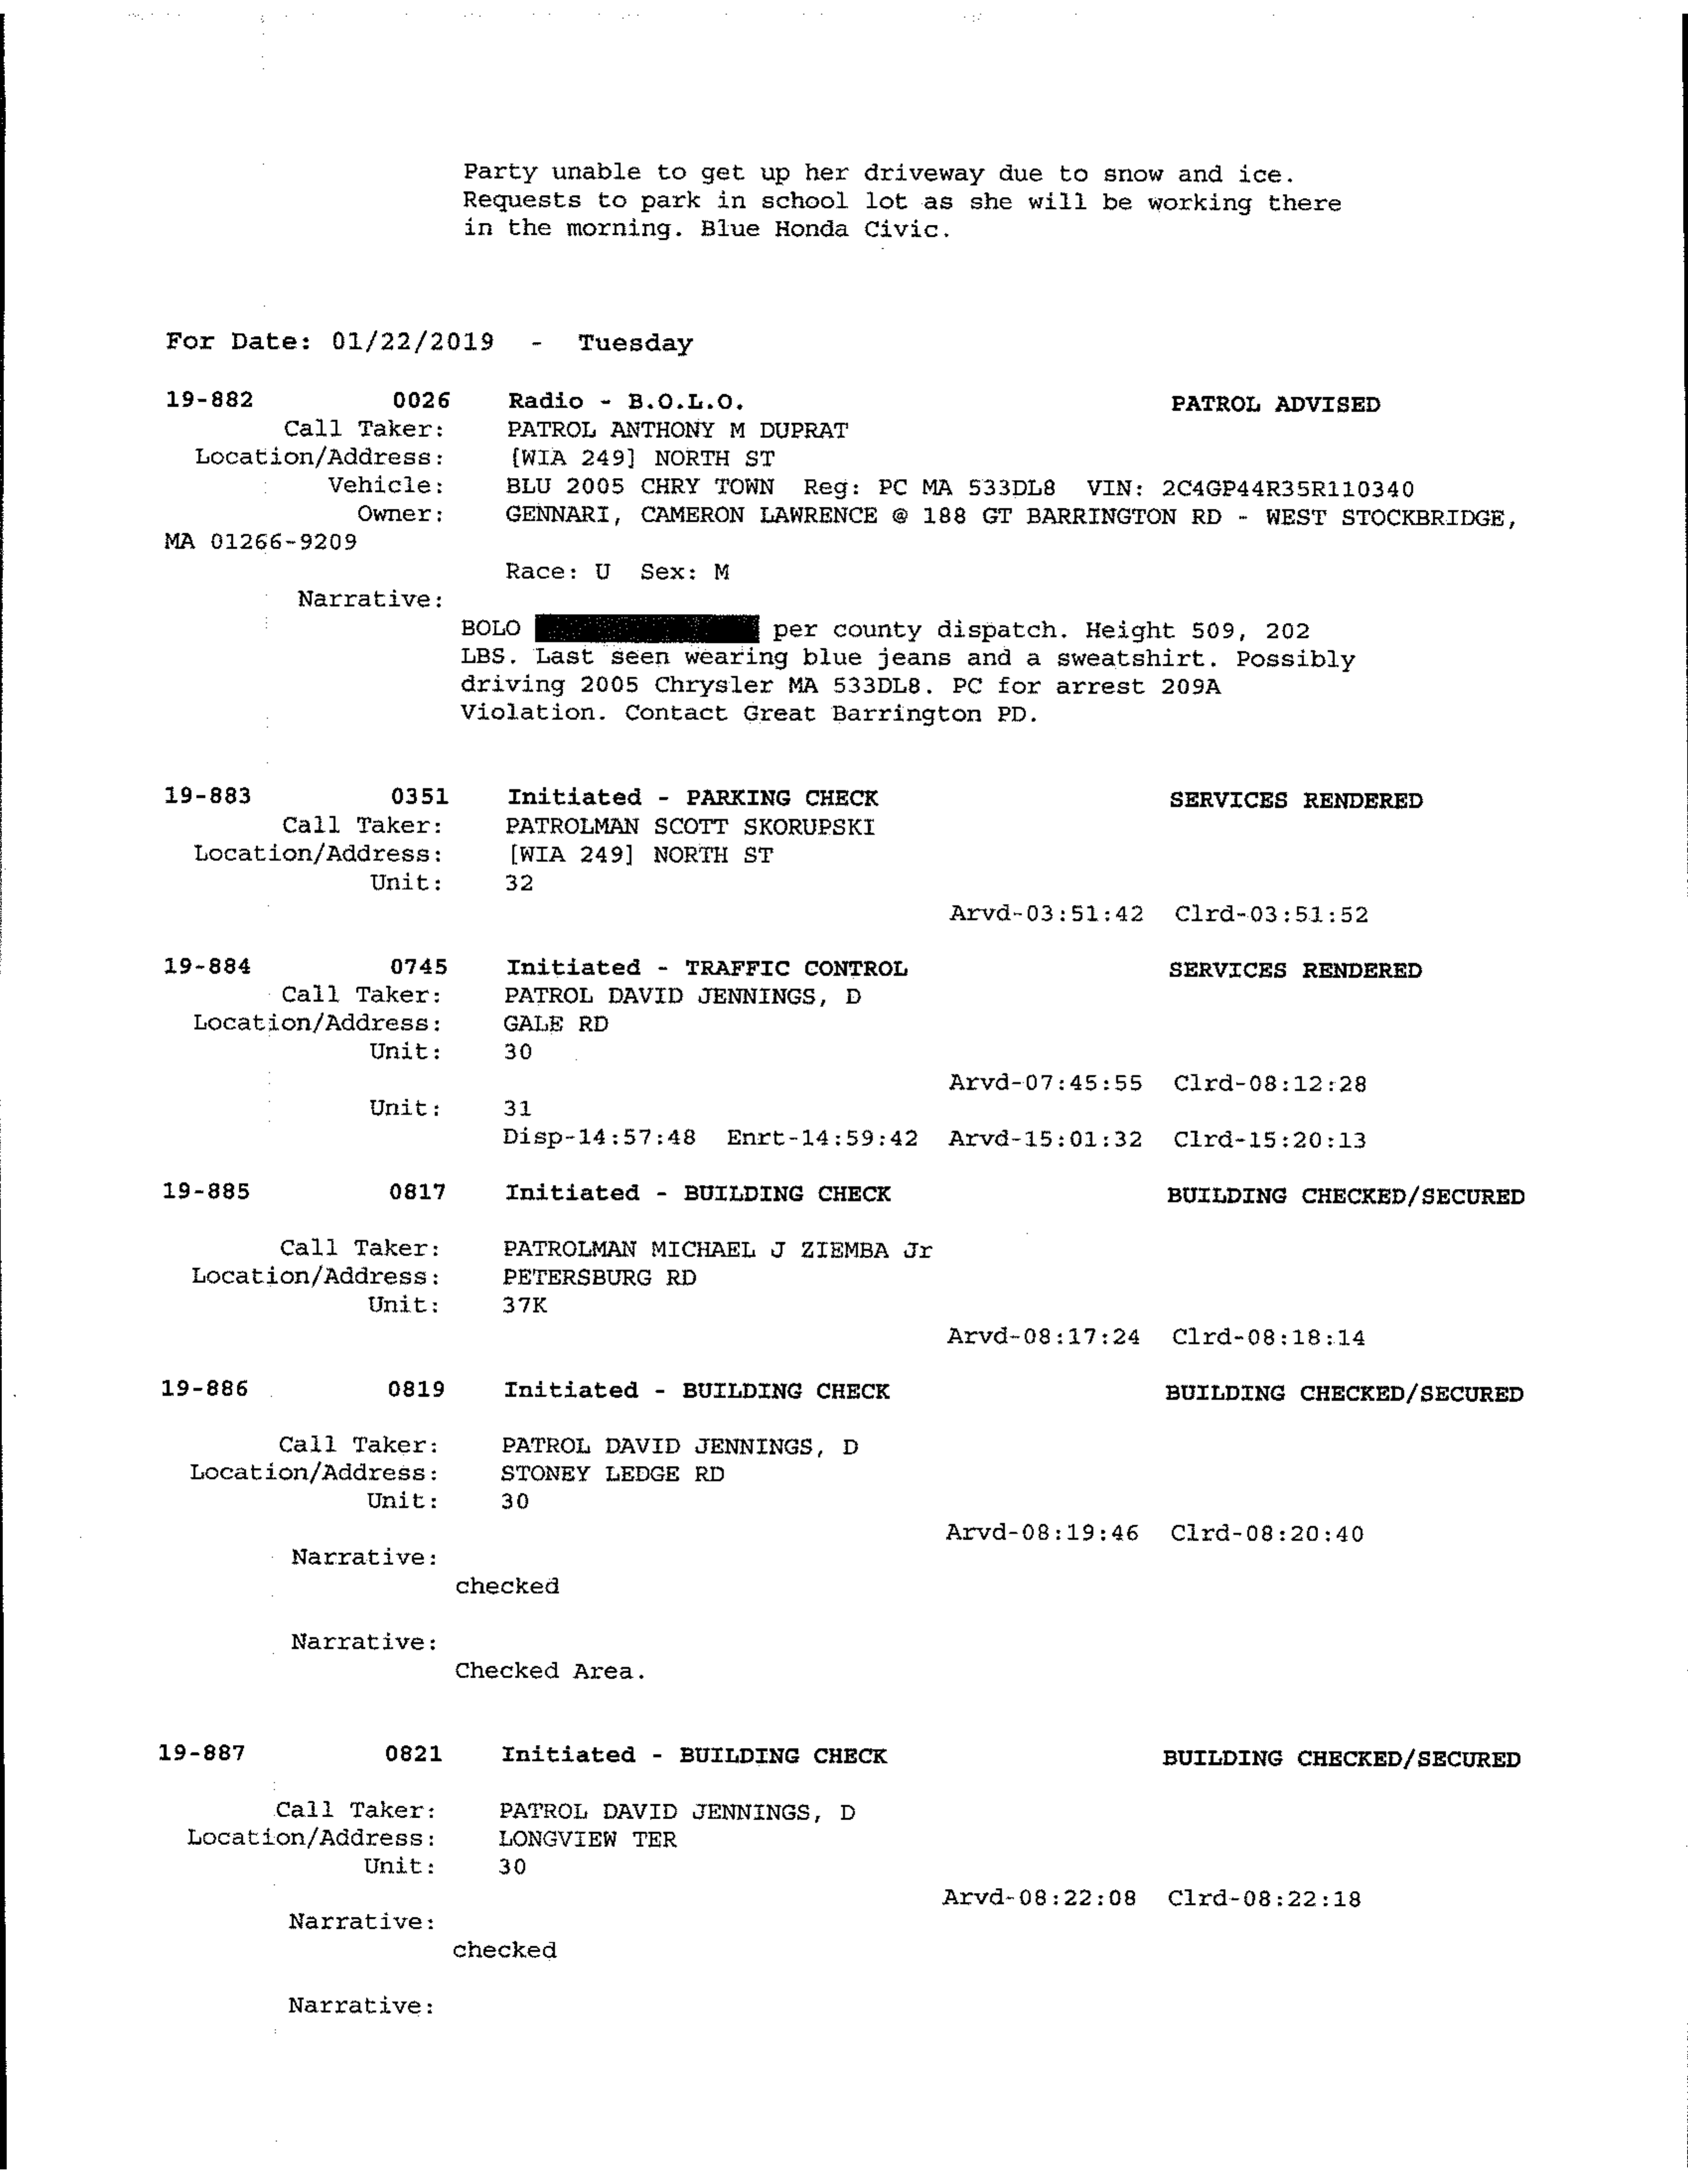 Party unable to get up her driveway due to snow and ice.
Requests to park in school lot as she will be working there
in the morning. Blue Honda Civic.
For Date: 01/22/2019 - Tuesday
19-882 0026 Radio - B.O.L.O. PATROL ADVISED
Call Taker: PATROL ANTHONY M DUPRAT
Location/Address: [WIA 249] NORTH ST
Vehicle: BLU 2005 CHRY TOWN Reg: PC MA 533DL8 VIN: 2C4GP44R35R110340
Owner: GENNARI, CAMERON LAWRENCE @ 188 GT BARRINGTON RD - WEST STOCKBRIDGE,
MA 01266-9209
Race: U Sex: M
Narrative:
BOLO per county dispatch. Height 509, 202
LBS. Last seen wearing blue jeans and a sweatshirt. Possibly
driving 2005 Chrysler MA 533DL8. PC for arrest 209A
Violation. Contact Great Barrington PD.
19-883 0351 Initiated - PARKING CHECK SERVICES RENDERED
Call Taker: PATROLMAN SCOTT SKORUPSKI
Location/Address: [WIA 249] NORTH ST
Unit: 32
Arvd-03:51:42 Clrd-03:51:52
19-884 0745 Initiated - TRAFFIC CONTROL SERVICES RENDERED
Call Taker: PATROL DAVID JENNINGS, D
Location/Address: GALE RD
Unit: 30
Arvd-07:45:55 Clrd-08:12:28
Unit: 31
Disp-14:57:48 Enrt-14:59:42 Arvd-15:01:32 Clrd-15:20:13
19-885 0817 Initiated - BUILDING CHECK BUILDING CHECKED/SECURED
Call Taker: PATROLMAN MICHAEL J ZIEMBA Jr
Location/Address: PETERSBURG RD
Unit: 37K
Arvd-08:17:24 Clrd-08:18:14
19-886 0819 Initiated - BUILDING CHECK BUILDING CHECKED/SECURED
Call Taker: PATROL DAVID JENNINGS, D
Location/Address: STONEY LEDGE RD
Unit: 30
Arvd-08:19:46 Clrd-08:20:40
Narrative:
checked
Narrative:
Checked Area.
19-887 0821 Initiated - BUILDING CHECK BUILDING CHECKED/SECURED
Call Taker: PATROL DAVID JENNINGS, D
Location/Address: LONGVIEW TER
Unit: 30
Arvd-08:22:08 Clrd-08:22:18
Narrative:
checked
Narrative: